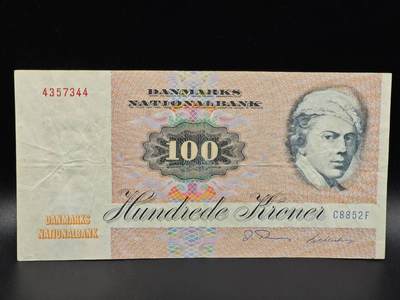 4357344
DANMARKS
NATIONALBANK
100
Hundrede Kroner
C8852F
DANMARKS
NATIONALBANK